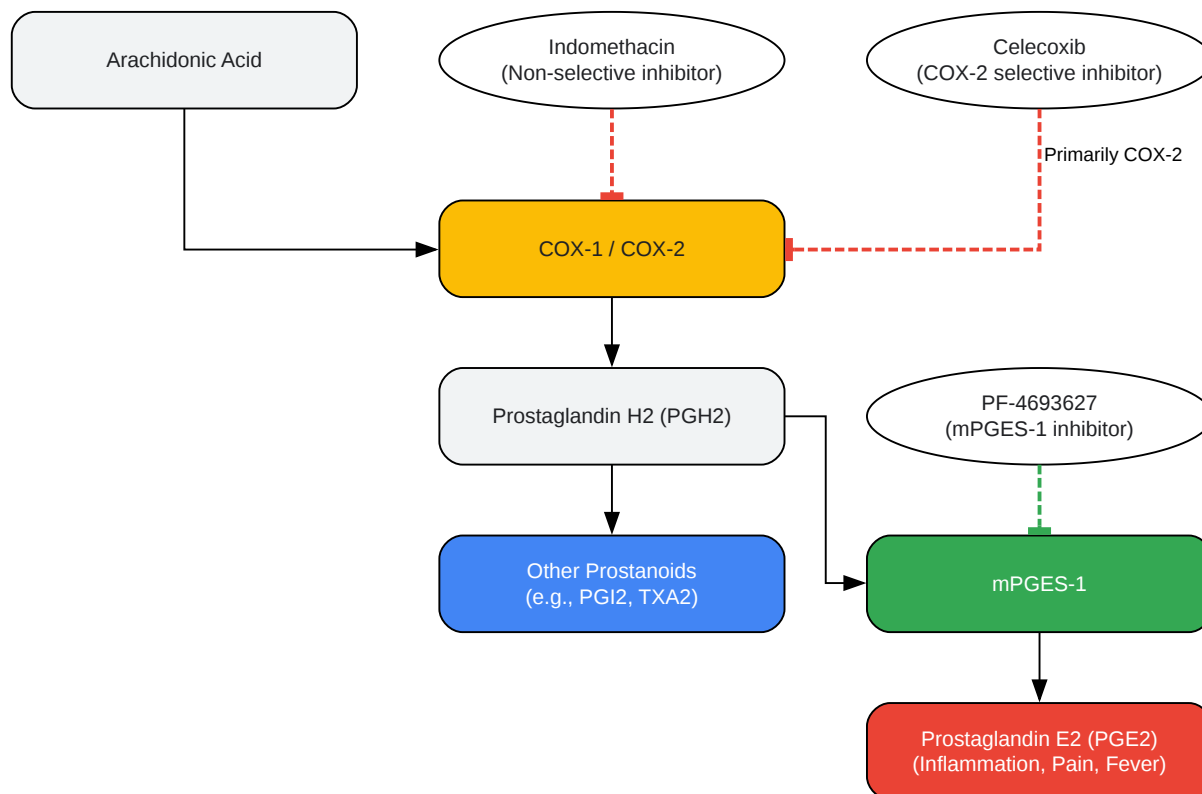 Arachidonic Acid
Indomethacin
(Non-selective inhibitor)
Celecoxib
(COX-2 selective inhibitor)
Primarily COX-2
COX-1 / COX-2
Prostaglandin H2 (PGH2)
PF-4693627
(mPGES-1 inhibitor)
Other Prostanoids
(e.g., PGI2, TXA2)
mPGES-1
Prostaglandin E2 (PGE2)
(Inflammation, Pain, Fever)